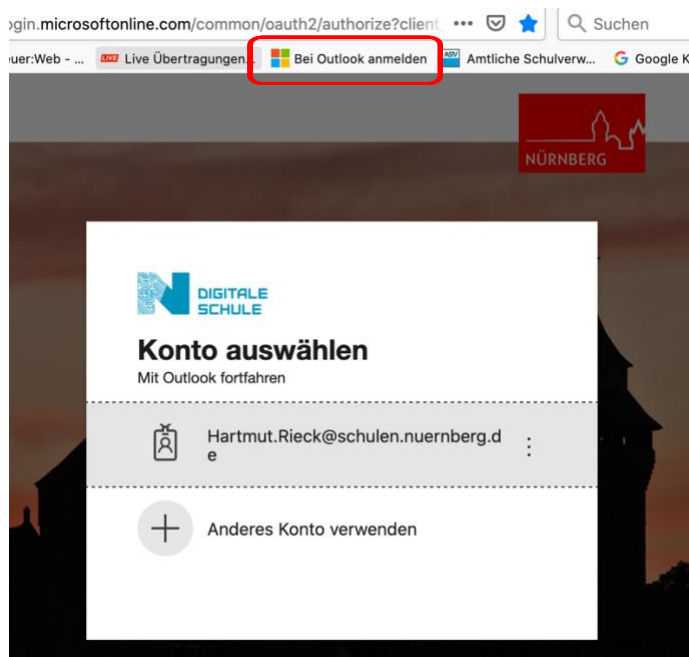 ogin.microsoftonline.com/common/oauth2/authorize?client ••• Suchen
euer:Web - ... LIVE Live Übertragungen... Bei Outlook anmelden ASV Amtliche Schulverw... G Google K
NÜRNBERG
N DIGITALE
SCHULE
Konto auswählen
Mit Outlook fortfahren
Hartmut.Rieck@schulen.nuernberg.d
e
Anderes Konto verwenden